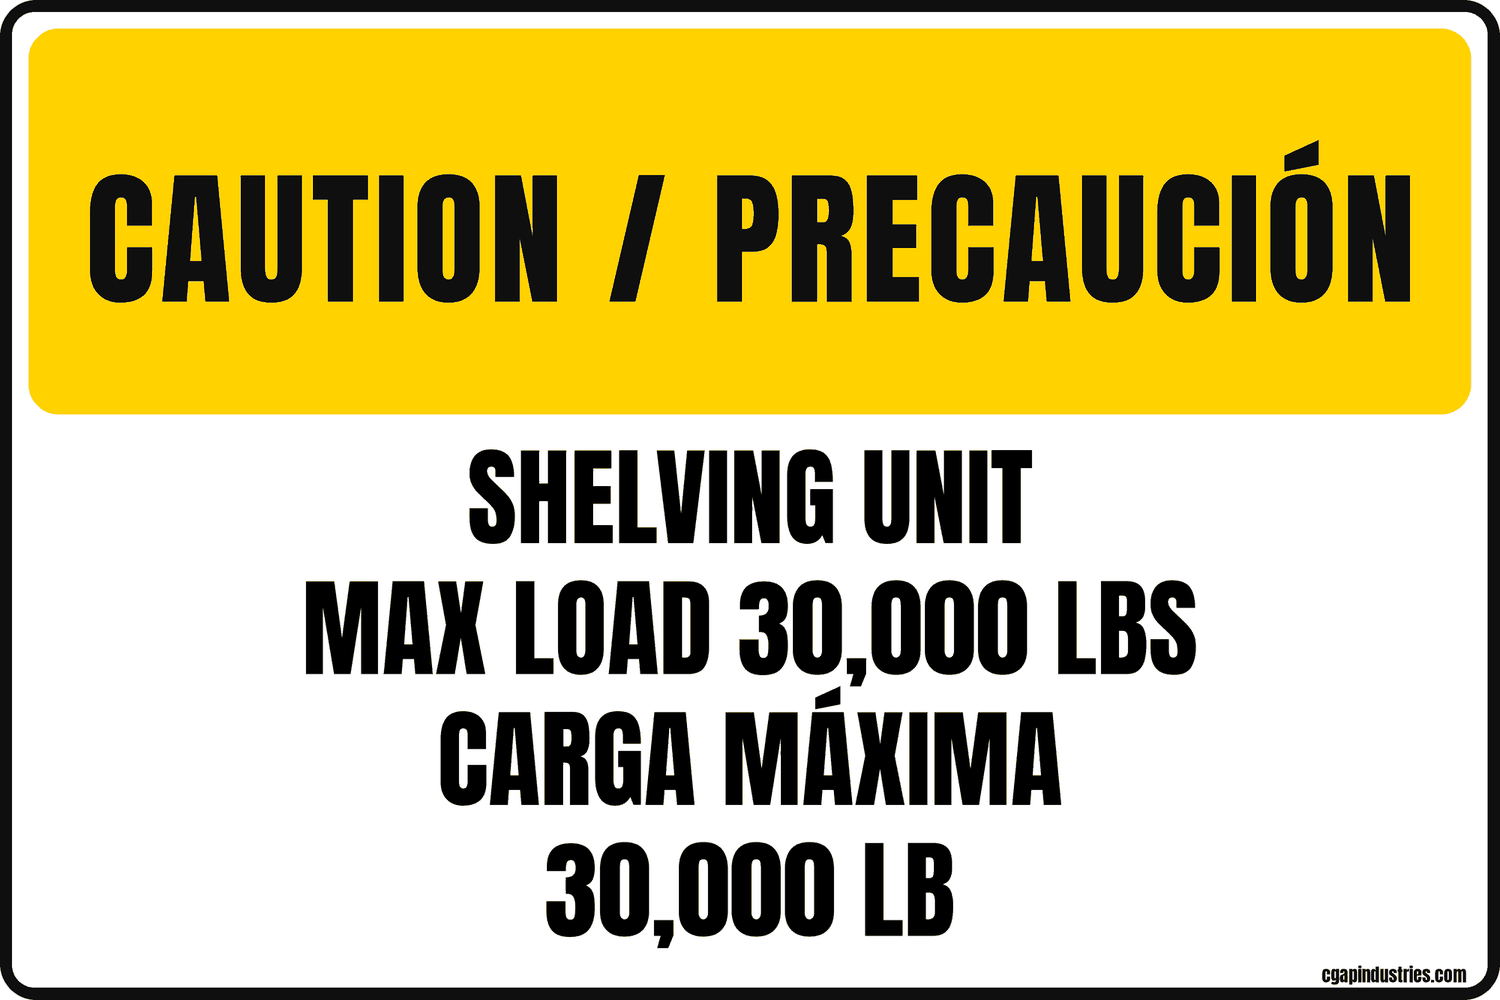 CAUTION / PRECAUCIÓN
SHELVING UNIT
MAX LOAD 30,000 LBS
CARGA MÁXIMA
30,000 LB
cgapindustries.com